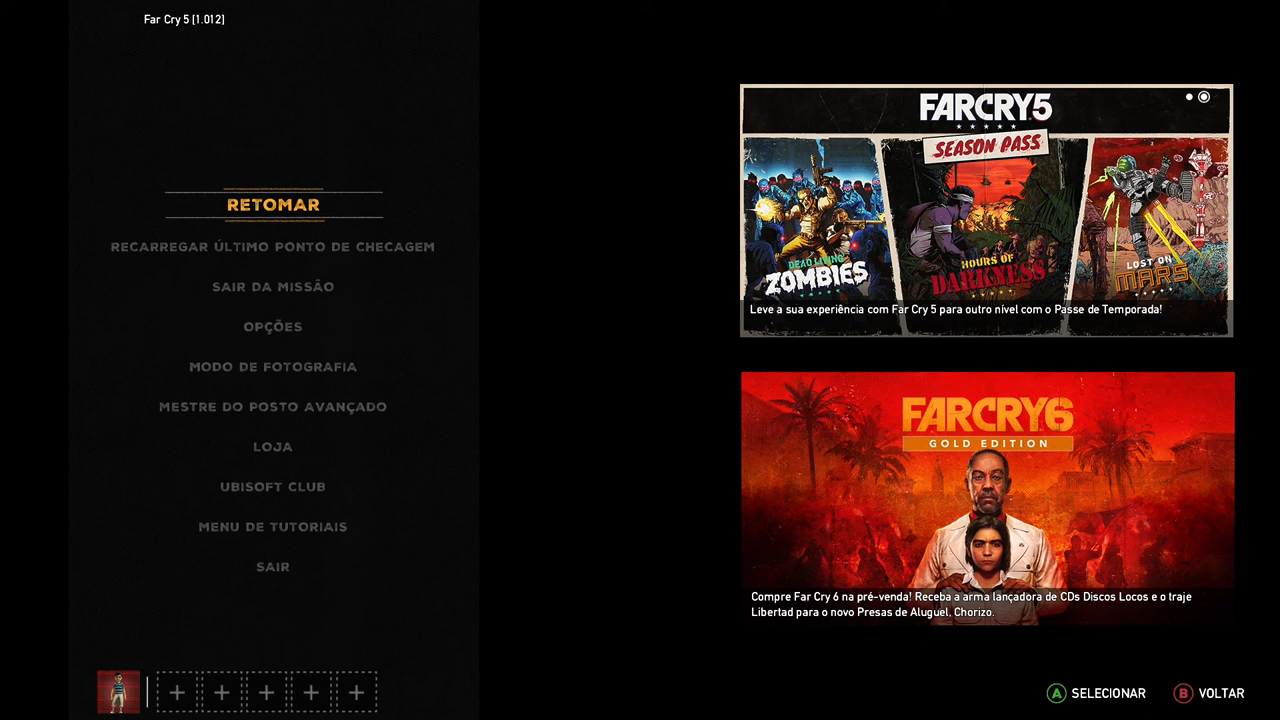 Far Cry 5 [1.012]
RETOMAR
RECARREGAR ÚLTIMO PONTO DE CHECAGEM
SAIR DA MISSÃO
OPÇÕES
MODO DE FOTOGRAFIA
MESTRE DO POSTO AVANÇADO
LOJA
UBISOFT CLUB
MENU DE TUTORIAIS
SAIR
FARCRY5
SEASON PASS
DEAD LIVING
ZOMBIES
HOURS OF
DARKNESS
LOST ON
MARS
Leve a sua experiência com Far Cry 5 para outro nível com o Passe de Temporada!
FARCRY6
GOLD EDITION
Compre Far Cry 6 na pré-venda! Receba a arma lançadora de CDs Discos Locos e o traje
Libertad para o novo Presas de Aluguel, Chorizo.
A SELECIONAR
B VOLTAR